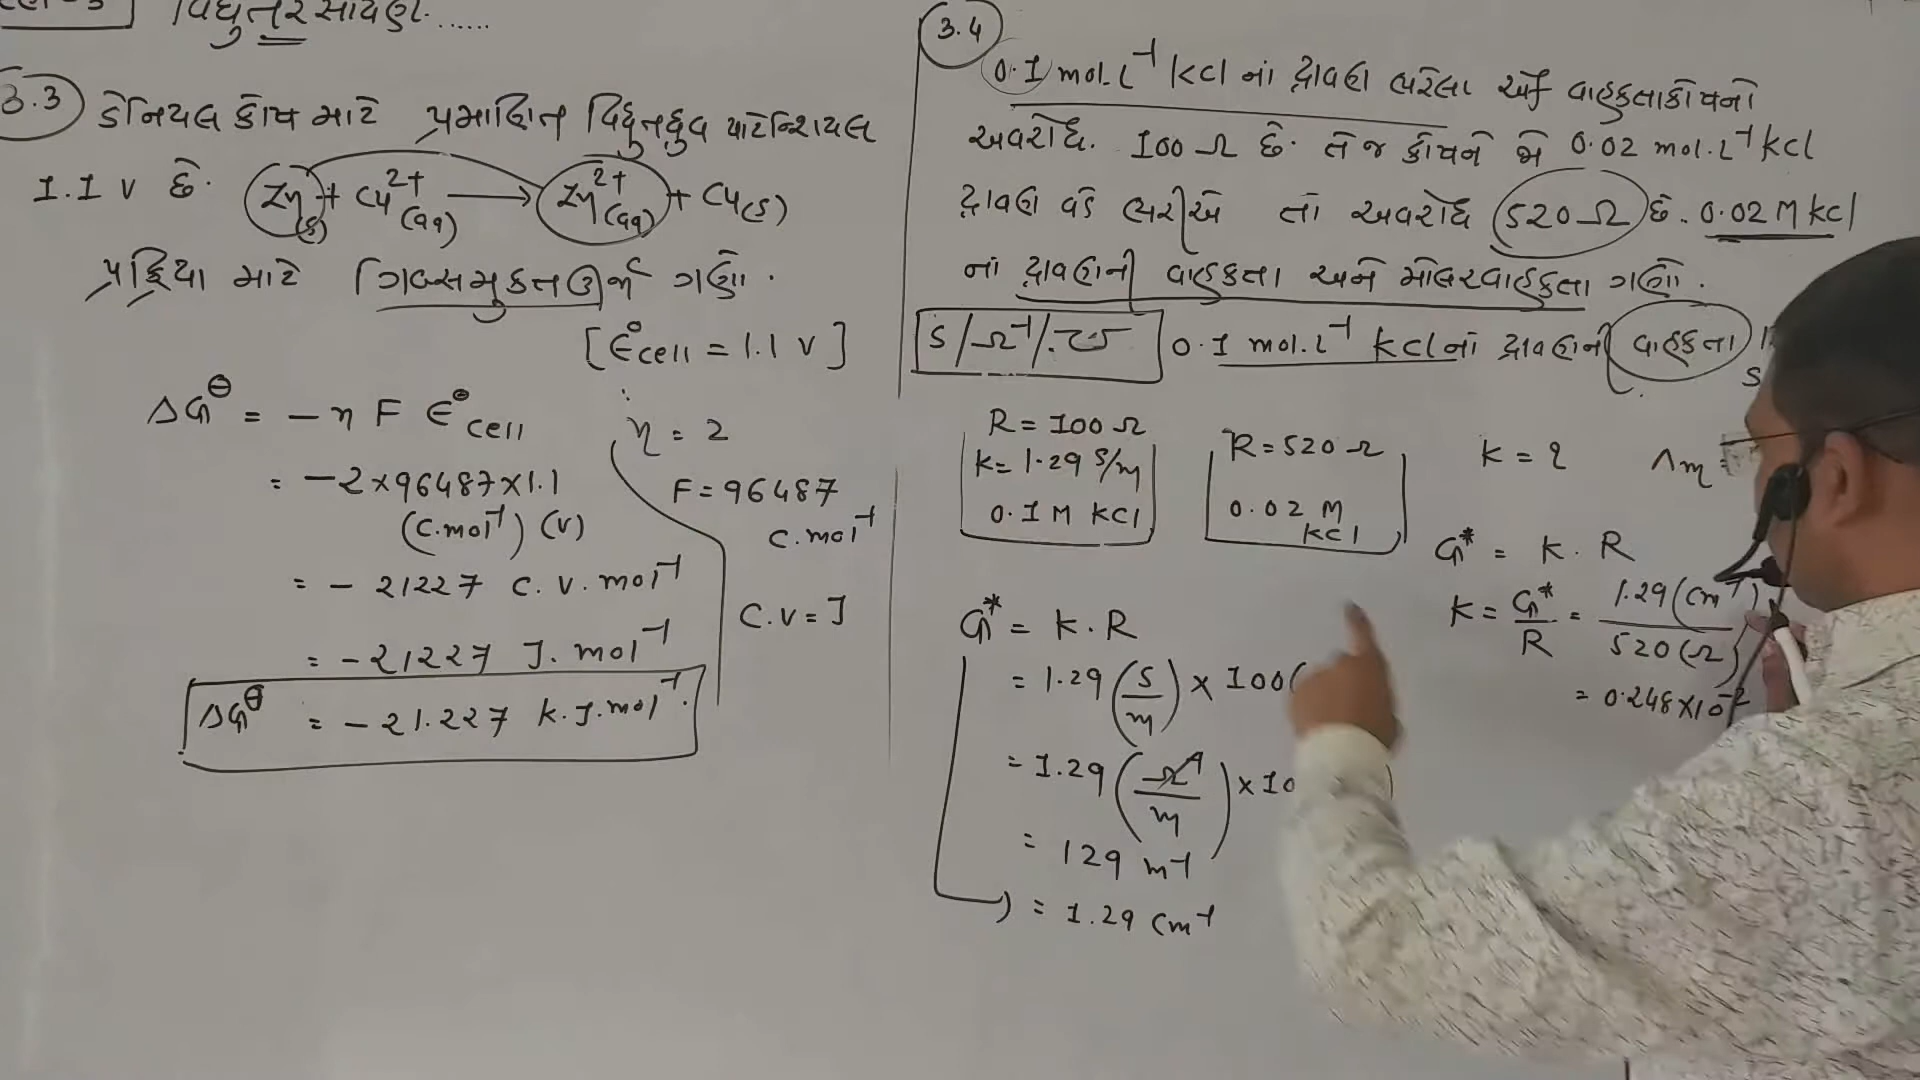 વિદ્યુતરસાયણ.......
3.3 ડેનિયલ કોષ માટે પ્રમાણિત વિદ્યુતધ્રુવ પોટેન્શિયલ
1.1 V છે. Zn(s) + Cu²⁺(aq) ⟶ Zn²⁺(aq) + Cu(s)
પ્રક્રિયા માટે ગિબ્સમુક્તઊર્જા ગણો.
[E°cell = 1.1 V]
ΔG⊖ = – n F E°cell
n = 2
= –2×96487×1.1
(C.mol⁻¹) (V)
F = 96487
C.mol⁻¹
= – 21227 C.V.mol⁻¹
C.V = J
= –21227 J.mol⁻¹
ΔG⊖ = – 21.227 k.J.mol⁻¹.
3.4
0.1 mol.L⁻¹ KCl નાં દ્રાવણ ભરેલા એક વાહકતાકોષનો
અવરોધ. 100 Ω છે. તે જ કોષને જો 0.02 mol.L⁻¹ KCl
દ્રાવણ વડે ભરીએ તો અવરોધ 520 Ω છે. 0.02 M KCl
નાં દ્રાવણની વાહકતા અને મોલરવાહકતા ગણો.
S/Ω⁻¹/.℧ 0.1 mol.L⁻¹ KCl નાં દ્રાવણની વાહકતા
R = 100 Ω
K = 1.29 S/m
0.1 M KCl
R = 520 Ω
0.02 M
KCl
K = ?
Λm =
G* = K . R
= 1.29 (S/m) × 100(
= 1.29 (Ω⁻¹/m) × 10
= 129 m⁻¹
= 1.29 cm⁻¹
G* = K . R
K = G*/R = 1.29 (cm⁻¹)/520 (Ω)
= 0.248×10⁻²